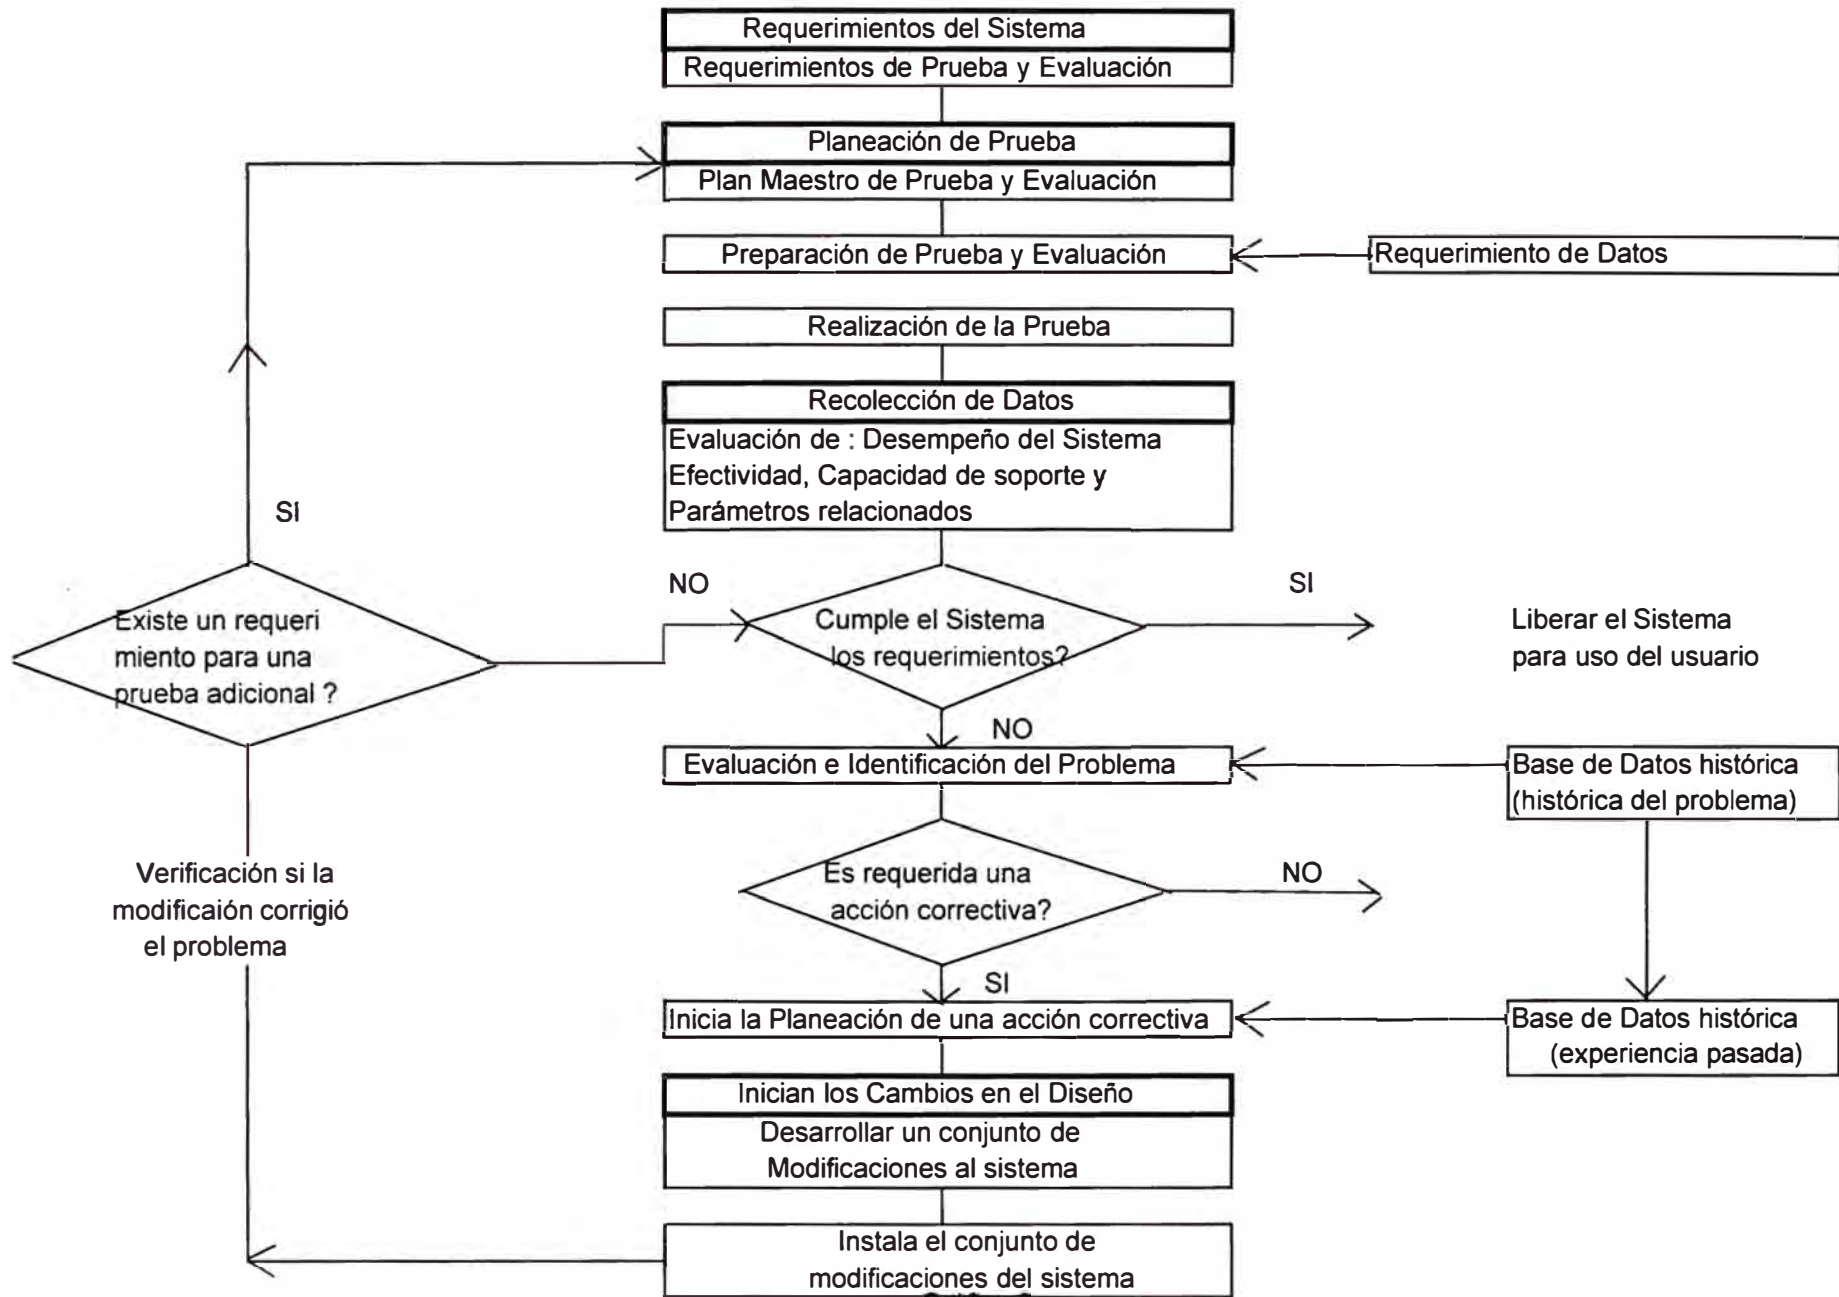 Requerimientos del Sistema
Requerimientos de Prueba y Evaluación
Planeación de Prueba
Plan Maestro de Prueba y Evaluación
Preparación de Prueba y Evaluación
Requerimiento de Datos
Realización de la Prueba
Recolección de Datos
Evaluación de : Desempeño del Sistema
Efectividad, Capacidad de soporte y
Parámetros relacionados
SI
Existe un requeri
miento para una
prueba adicional ?
NO
Cumple el Sistema
los requerimientos?
SI
Liberar el Sistema
para uso del usuario
NO
Evaluación e Identificación del Problema
Base de Datos histórica
(histórica del problema)
Es requerida una
acción correctiva?
NO
Verificación si la
modificaión corrigió
el problema
SI
Inicia la Planeación de una acción correctiva
Base de Datos histórica
(experiencia pasada)
Inician los Cambios en el Diseño
Desarrollar un conjunto de
Modificaciones al sistema
Instala el conjunto de
modificaciones del sistema